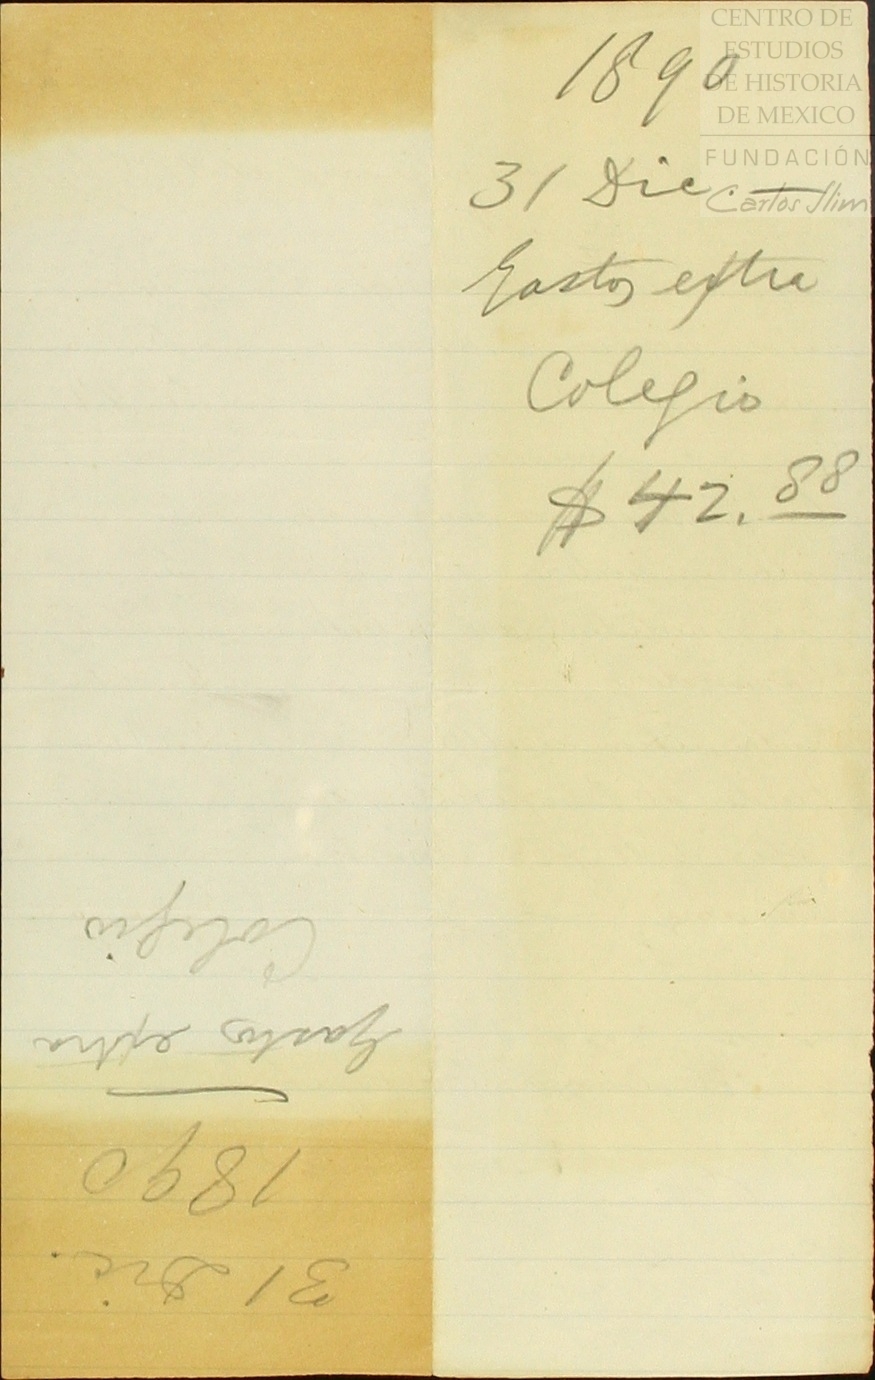 CENTRO DE
ESTUDIOS
DE HISTORIA
DE MEXICO
FUNDACIÓN
Carlos Slim
1890
31 Dic
Gastos extra
Colegio
$ 42.88
31 Dic.
1890
Gastos extra
Colegio